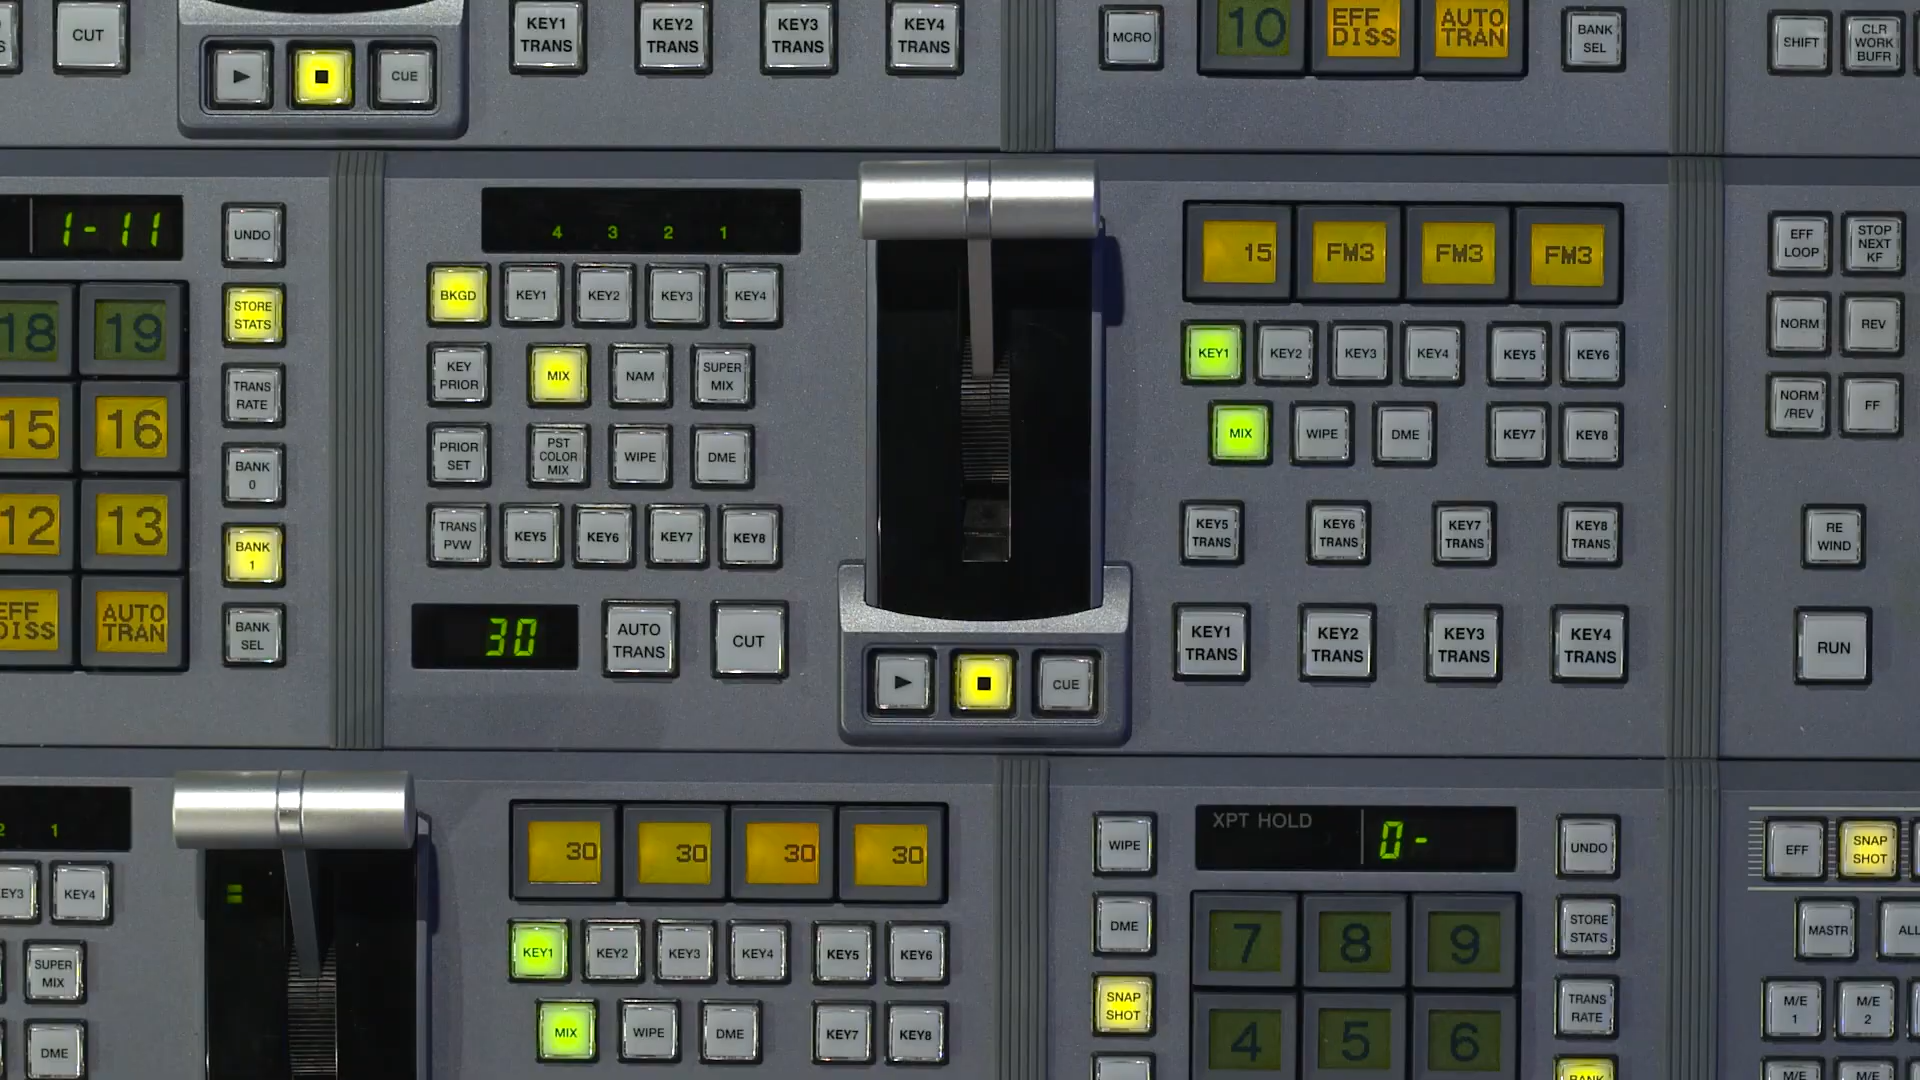 CUT
CUE
KEY1
TRANS
KEY2
TRANS
KEY3
TRANS
KEY4
TRANS
MCRO
10
EFF
DISS
AUTO
TRAN
BANK
SEL
SHIFT
CLR
WORK
BUFR
1-11
UNDO
STORE
STATS
TRANS
RATE
BANK
0
BANK
1
BANK
SEL
18
19
15
16
12
13
EFF
DISS
AUTO
TRAN
4 3 2 1
BKGD
KEY1
KEY2
KEY3
KEY4
KEY
PRIOR
MIX
NAM
SUPER
MIX
PRIOR
SET
PST
COLOR
MIX
WIPE
DME
TRANS
PVW
KEY5
KEY6
KEY7
KEY8
30
AUTO
TRANS
CUT
CUE
15
FM3
FM3
FM3
KEY1
KEY2
KEY3
KEY4
KEY5
KEY6
MIX
WIPE
DME
KEY7
KEY8
KEY5
TRANS
KEY6
TRANS
KEY7
TRANS
KEY8
TRANS
KEY1
TRANS
KEY2
TRANS
KEY3
TRANS
KEY4
TRANS
EFF
LOOP
STOP
NEXT
KF
NORM
REV
NORM
/REV
FF
RE
WIND
RUN
1
KEY3
KEY4
SUPER
MIX
DME
30
30
30
30
KEY1
KEY2
KEY3
KEY4
KEY5
KEY6
MIX
WIPE
DME
KEY7
KEY8
WIPE
DME
SNAP
SHOT
XPT HOLD
0-
7
8
9
4
5
6
UNDO
STORE
STATS
TRANS
RATE
BANK
EFF
SNAP
SHOT
MASTR
ALL
M/E
1
M/E
2
M/E
M/E